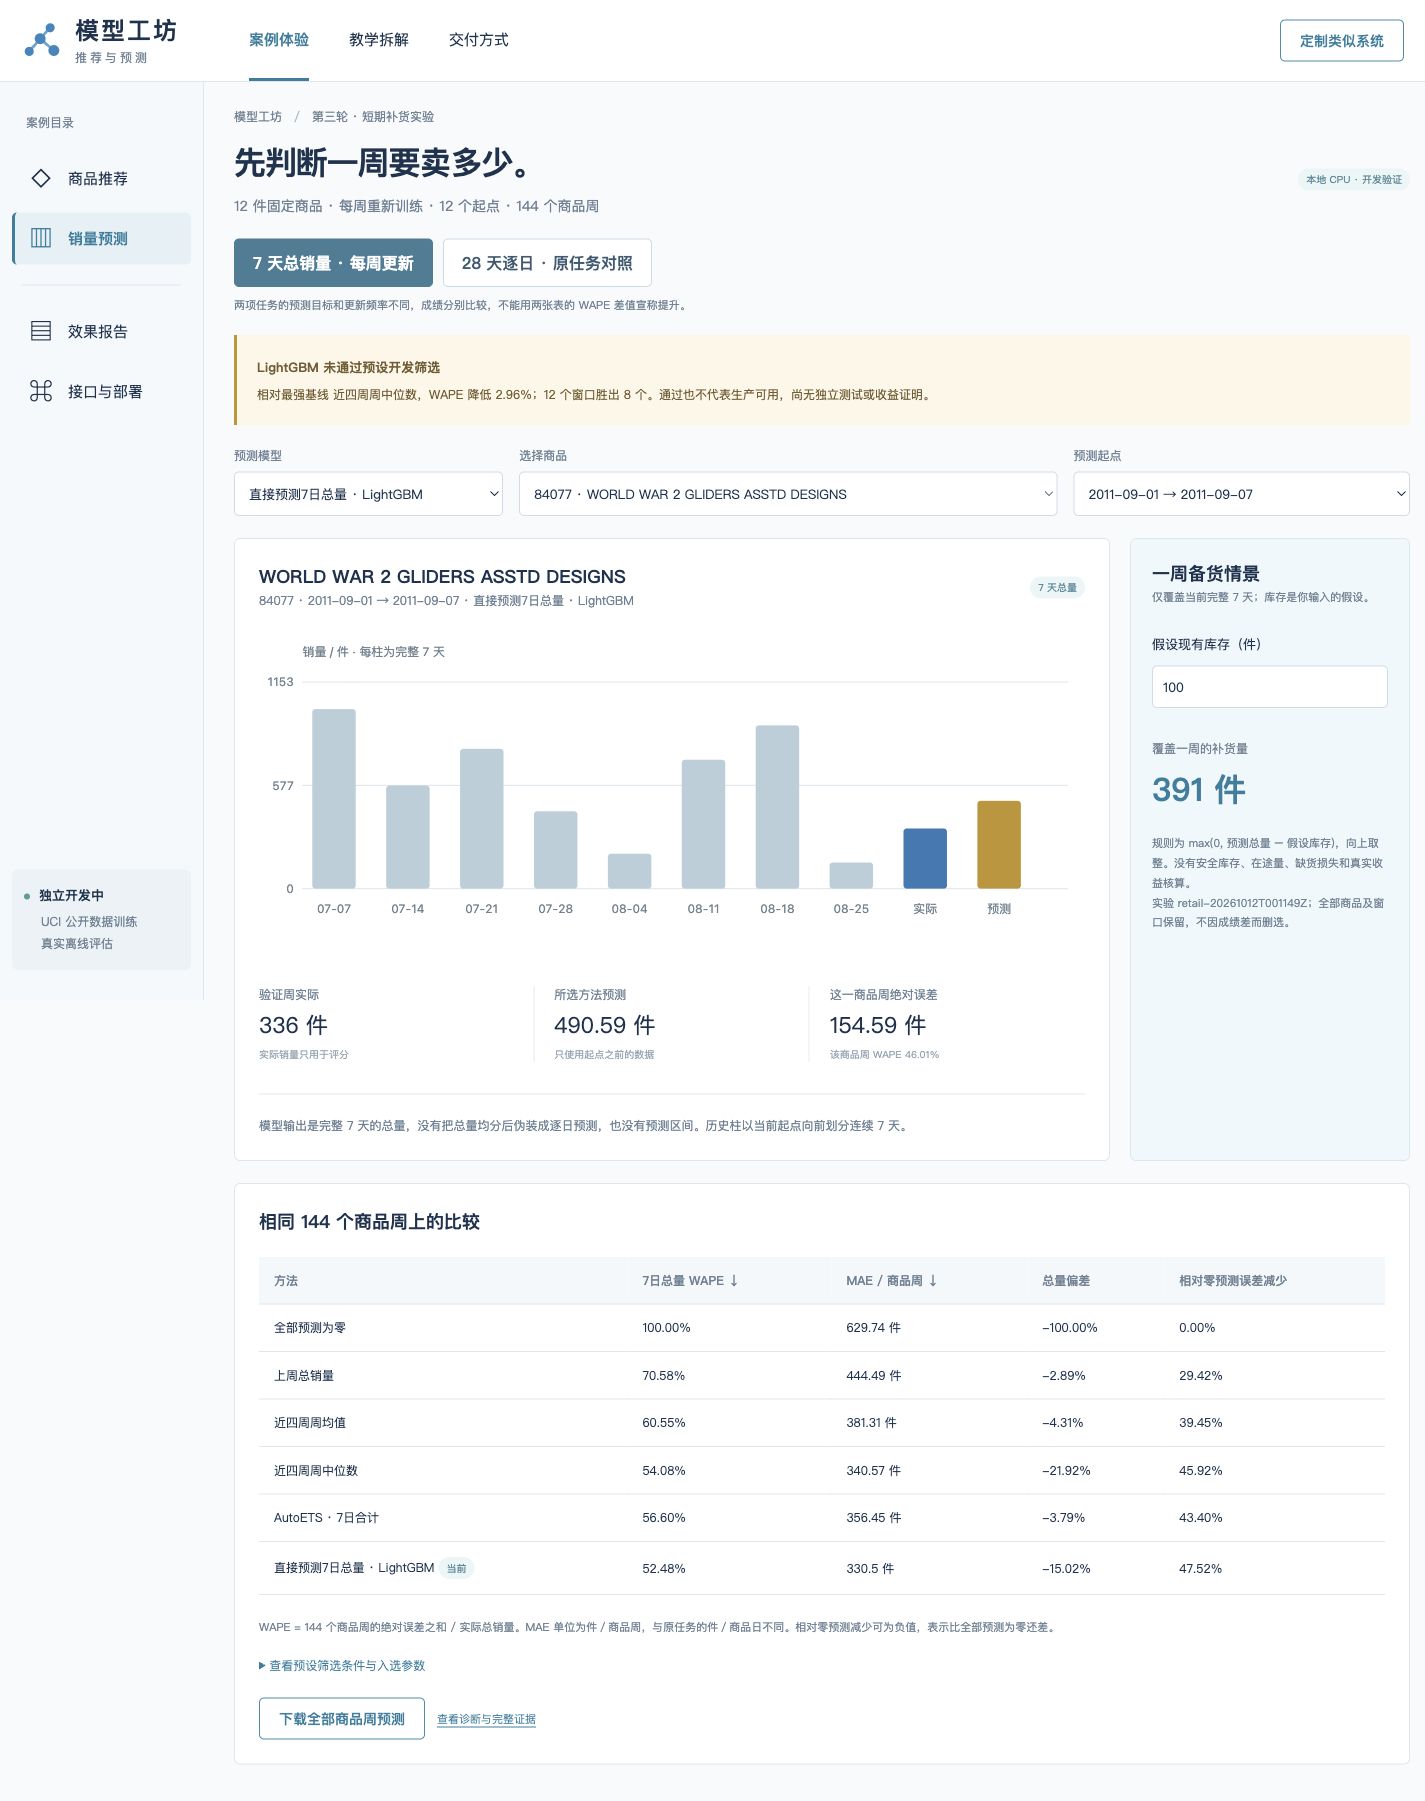 模型工坊
推荐与预测
案例体验
教学拆解
交付方式
定制类似系统
案例目录
商品推荐
销量预测
效果报告
接口与部署
独立开发中
UCI 公开数据训练
真实离线评估
模型工坊 / 第三轮 · 短期补货实验
先判断一周要卖多少。
12 件固定商品 · 每周重新训练 · 12 个起点 · 144 个商品周
本地 CPU · 开发验证
7 天总销量 · 每周更新
28 天逐日 · 原任务对照
两项任务的预测目标和更新频率不同，成绩分别比较，不能用两张表的 WAPE 差值宣称提升。
LightGBM 未通过预设开发筛选
相对最强基线 近四周周中位数，WAPE 降低 2.96%；12 个窗口胜出 8 个。通过也不代表生产可用，尚无独立测试或收益证明。
预测模型
选择商品
预测起点
直接预测7日总量 · LightGBM
84077 · WORLD WAR 2 GLIDERS ASSTD DESIGNS
2011-09-01 → 2011-09-07
WORLD WAR 2 GLIDERS ASSTD DESIGNS
84077 · 2011-09-01 → 2011-09-07 · 直接预测7日总量 · LightGBM
7 天总量
销量 / 件 · 每柱为完整 7 天
1153
577
0
07-07 07-14 07-21 07-28 08-04 08-11 08-18 08-25 实际 预测
验证周实际
336 件
实际销量只用于评分
所选方法预测
490.59 件
只使用起点之前的数据
这一商品周绝对误差
154.59 件
该商品周 WAPE 46.01%
模型输出是完整 7 天的总量，没有把总量均分后伪装成逐日预测，也没有预测区间。历史柱以当前起点向前划分连续 7 天。
一周备货情景
仅覆盖当前完整 7 天；库存是你输入的假设。
假设现有库存（件）
100
覆盖一周的补货量
391 件
规则为 max(0, 预测总量 − 假设库存)，向上取
整。没有安全库存、在途量、缺货损失和真实收
益核算。
实验 retail-20261012T001149Z；全部商品及窗
口保留，不因成绩差而删选。
相同 144 个商品周上的比较
方法 7日总量 WAPE ↓ MAE / 商品周 ↓ 总量偏差 相对零预测误差减少
全部预测为零 100.00% 629.74 件 -100.00% 0.00%
上周总销量 70.58% 444.49 件 -2.89% 29.42%
近四周周均值 60.55% 381.31 件 -4.31% 39.45%
近四周周中位数 54.08% 340.57 件 -21.92% 45.92%
AutoETS · 7日合计 56.60% 356.45 件 -3.79% 43.40%
直接预测7日总量 · LightGBM 当前 52.48% 330.5 件 -15.02% 47.52%
WAPE = 144 个商品周的绝对误差之和 / 实际总销量。MAE 单位为件 / 商品周，与原任务的件 / 商品日不同。相对零预测减少可为负值，表示比全部预测为零还差。
▶ 查看预设筛选条件与入选参数
下载全部商品周预测
查看诊断与完整证据